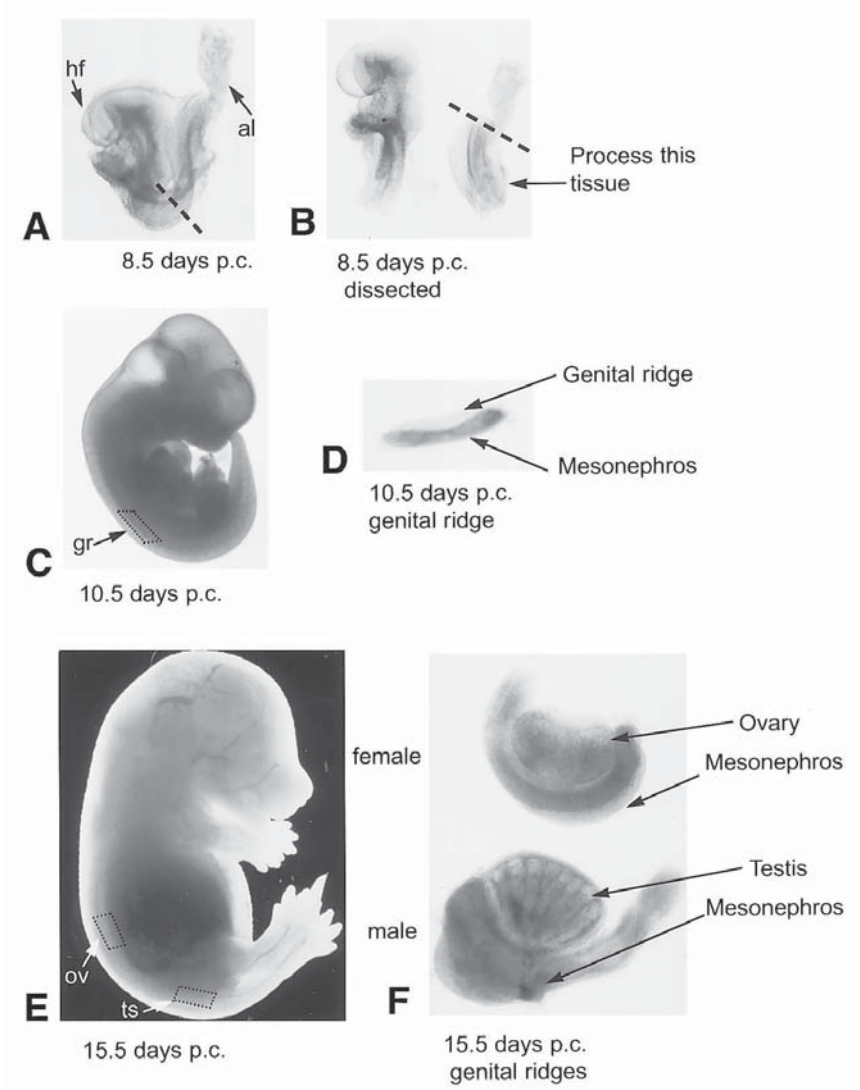 hf
al
A
8.5 days p.c.
B
8.5 days p.c.
dissected
Process this
tissue
gr
C
10.5 days p.c.
D
Genital ridge
Mesonephros
10.5 days p.c.
genital ridge
female
male
ov
ts
E
15.5 days p.c.
Ovary
Mesonephros
Testis
Mesonephros
F
15.5 days p.c.
genital ridges